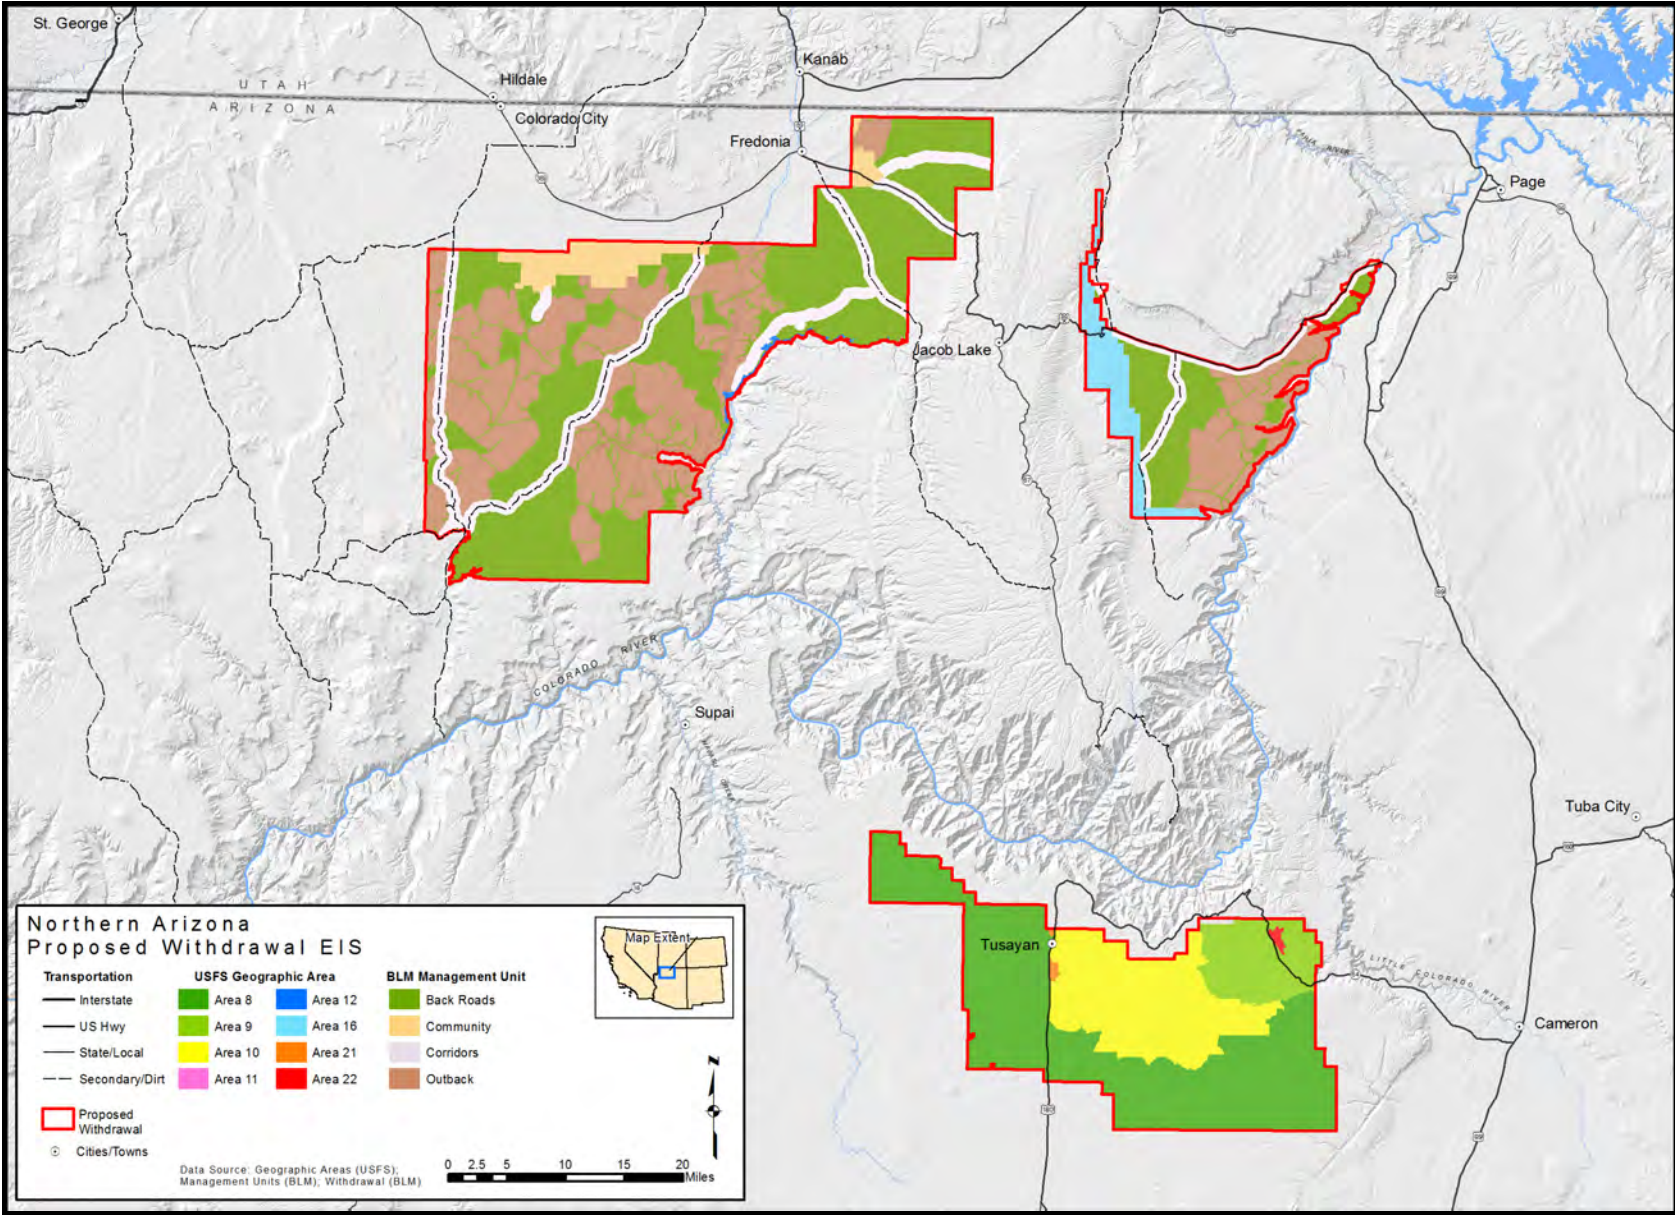 St. George
Kanab
Hildale
UTAH
ARIZONA
Colorado City
Fredonia
Page
Jacob Lake
COLORADO RIVER
Supai
Tuba City
Tusayan
LITTLE COLORADO RIVER
Cameron
Northern Arizona
Proposed Withdrawal EIS
Map Extent
Transportation
Interstate
US Hwy
State/Local
Secondary/Dirt
USFS Geographic Area
Area 8
Area 9
Area 10
Area 11
Area 12
Area 16
Area 21
Area 22
BLM Management Unit
Back Roads
Community
Corridors
Outback
Proposed
Withdrawal
Cities/Towns
N
Data Source: Geographic Areas (USFS);
Management Units (BLM); Withdrawal (BLM)
0 2.5 5 10 15 20
Miles